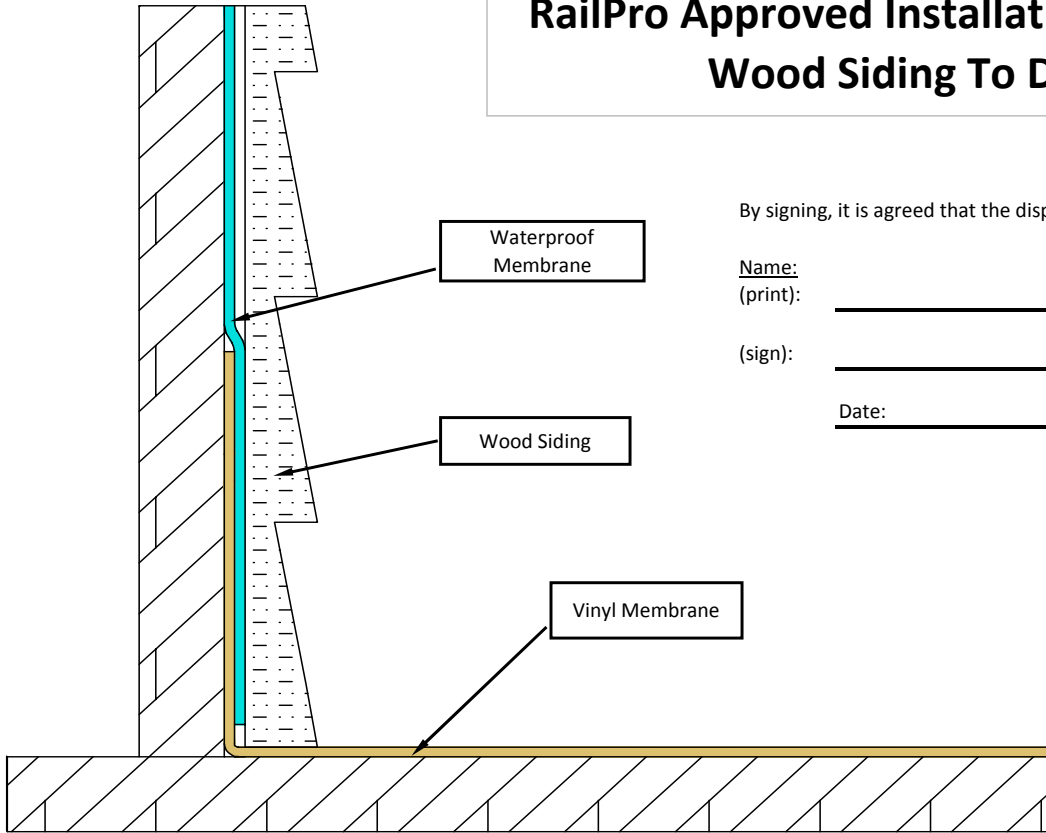 RailPro Approved Installat
Wood Siding To D
By signing, it is agreed that the disp
Name:
(print):
(sign):
Date:
Waterproof
Membrane
Wood Siding
Vinyl Membrane